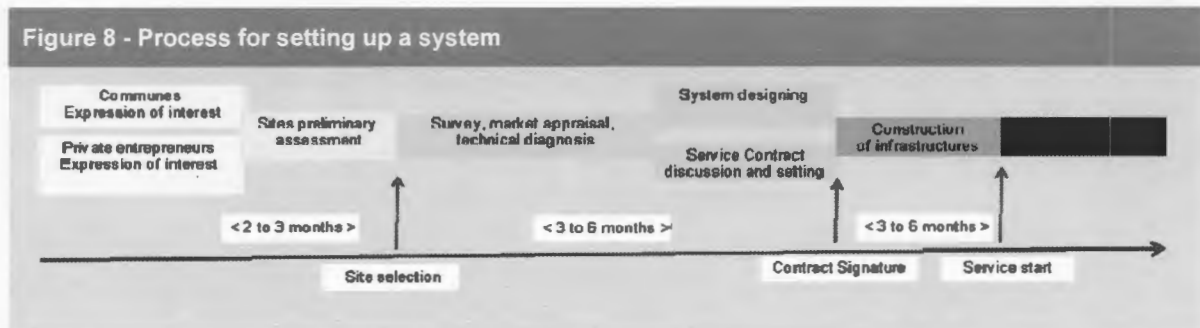 Figure 8 - Process for setting up a system
Communes
Expression of interest
Private entrepreneurs
Expression of interest
Sites preliminary
assessment
Survey, market appraisal,
technical diagnosis
System designing
Service Contract
discussion and setting
Construction
of infrastructures
< 2 to 3 months >
< 3 to 6 months >
< 3 to 6 months >
Site selection
Contract Signature
Service start